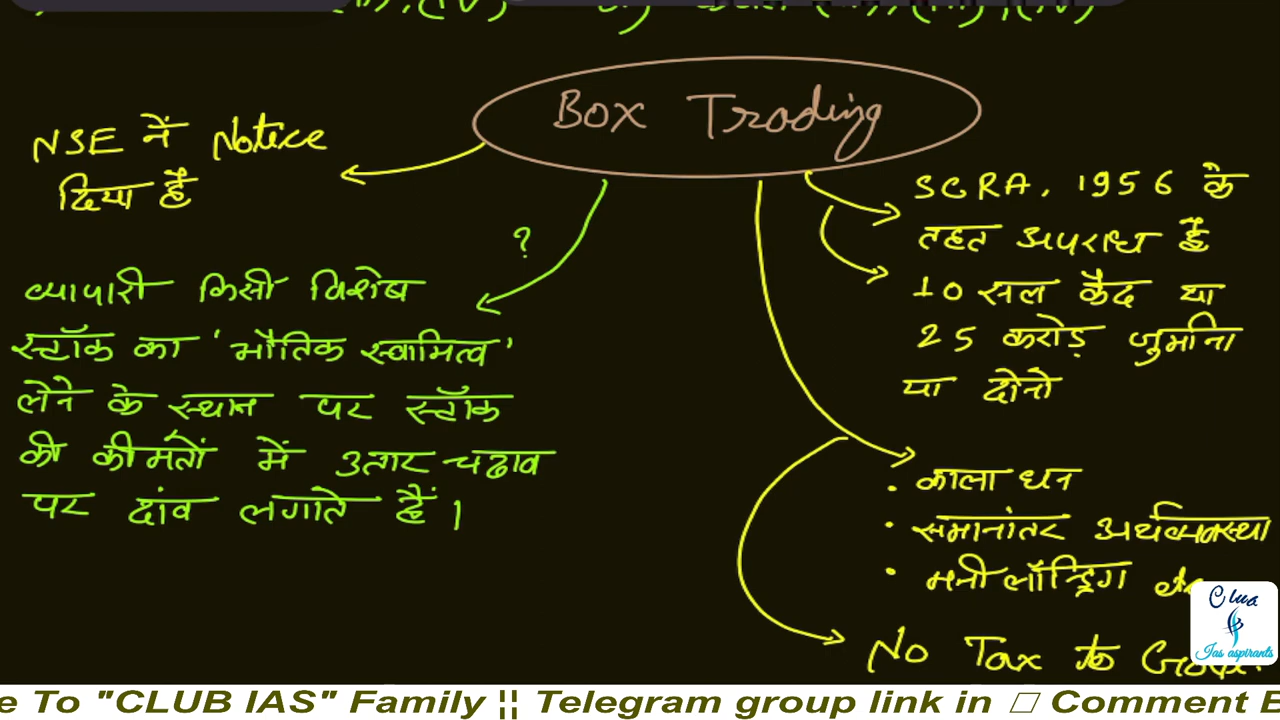 Box Trading
NSE नें Notice
दिया है
?
व्यापारी किसी विशेष
स्टॉक का 'भौतिक स्वामित्व'
लेने के स्थान पर स्टॉक
की कीमतों में उतार चढाव
पर दांव लगाते हैं।
SCRA, 1956 के
तहत अपराध है
10 साल कैद या
25 करोड़ जुर्माना
या दोनो
• काला धन
• समानांतर अर्थव्यवस्था
• मनी लॉन्ड्रिंग
No Tax to
Club
Ias aspirants
e To "CLUB IAS" Family ¦¦ Telegram group link in □ Comment